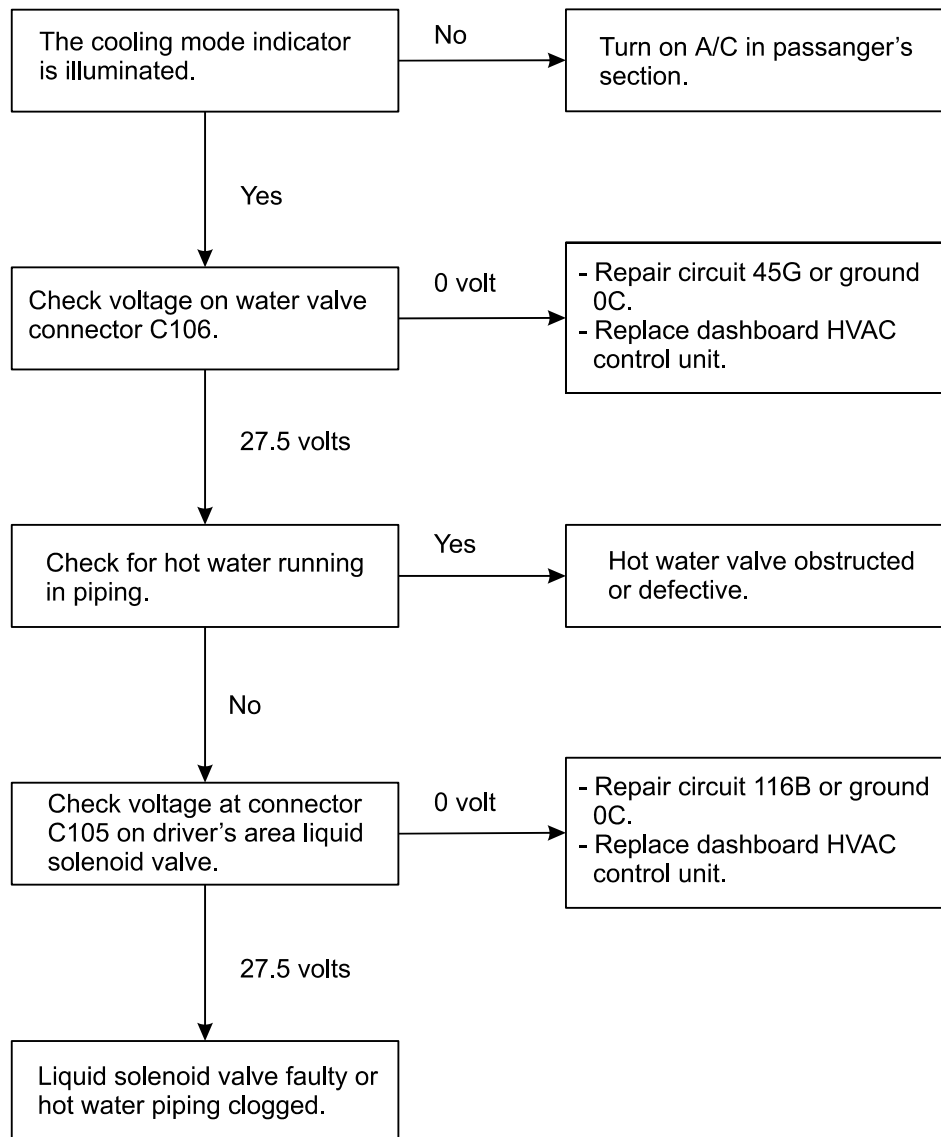 The cooling mode indicator
is illuminated.
No
Turn on A/C in passanger's
section.
Yes
Check voltage on water valve
connector C106.
0 volt
- Repair circuit 45G or ground
0C.
- Replace dashboard HVAC
control unit.
27.5 volts
Check for hot water running
in piping.
Yes
Hot water valve obstructed
or defective.
No
Check voltage at connector
C105 on driver's area liquid
solenoid valve.
0 volt
- Repair circuit 116B or ground
0C.
- Replace dashboard HVAC
control unit.
27.5 volts
Liquid solenoid valve faulty or
hot water piping clogged.